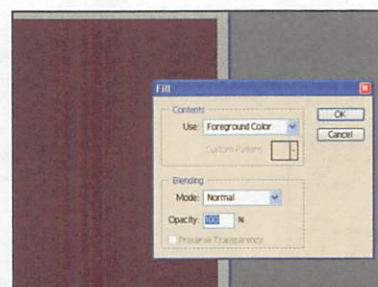 Fill
Contents
Use: Foreground Color
OK
Cancel
Custom Pattern:
Blending
Mode: Normal
Opacity: 100 %
Preserve Transparency